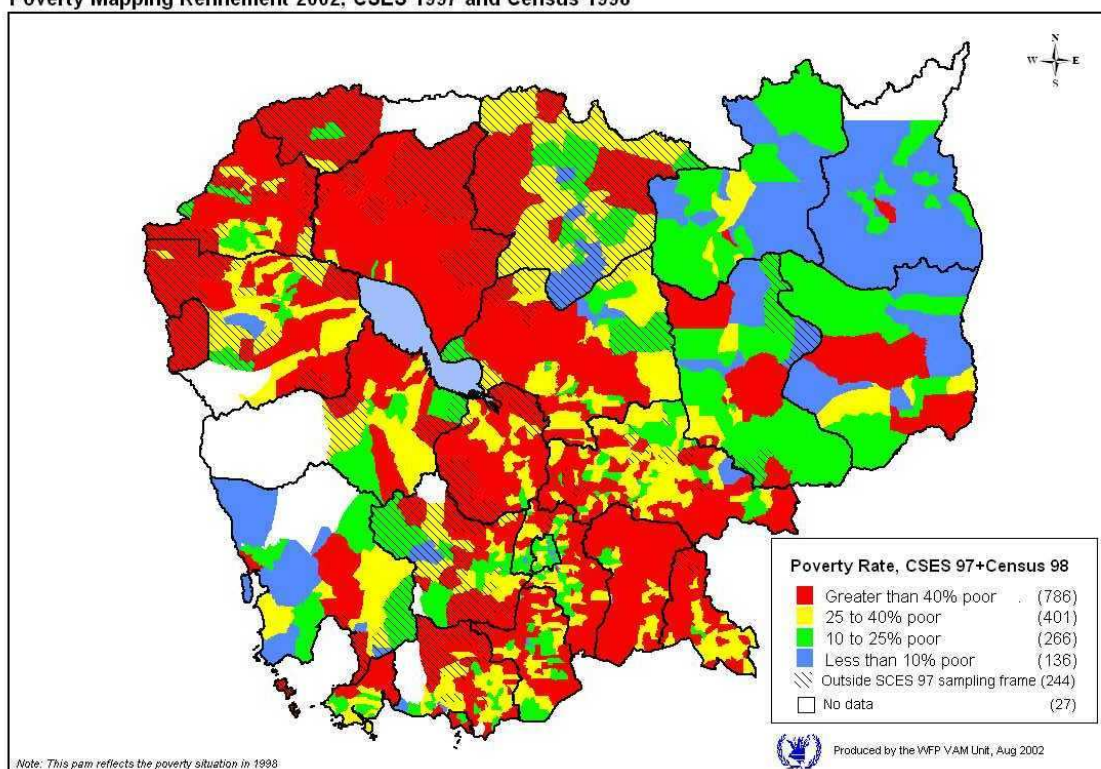 Poverty Mapping Refinement 2002, CSES 1997 and Census 1998
N
W E
S
Poverty Rate, CSES 97+Census 98
Greater than 40% poor . (786)
25 to 40% poor (401)
10 to 25% poor (266)
Less than 10% poor (136)
Outside SCES 97 sampling frame (244)
No data (27)
Produced by the WFP VAM Unit, Aug 2002
Note: This pam reflects the poverty situation in 1998